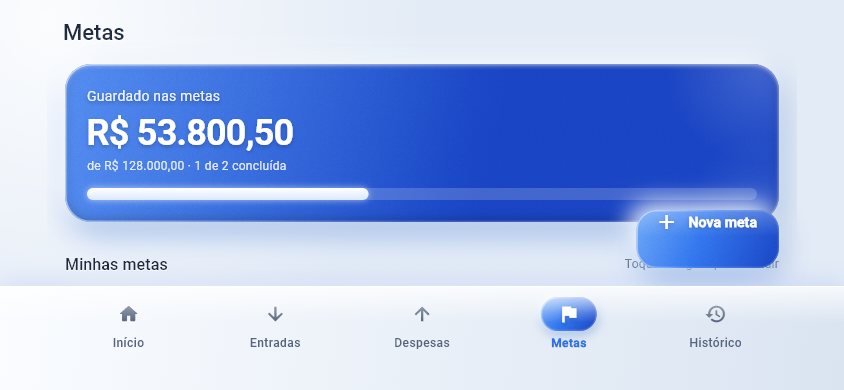 Metas
Guardado nas metas
R$ 53.800,50
de R$ 128.000,00 · 1 de 2 concluída
Nova meta
Minhas metas
Início
Entradas
Despesas
Metas
Histórico